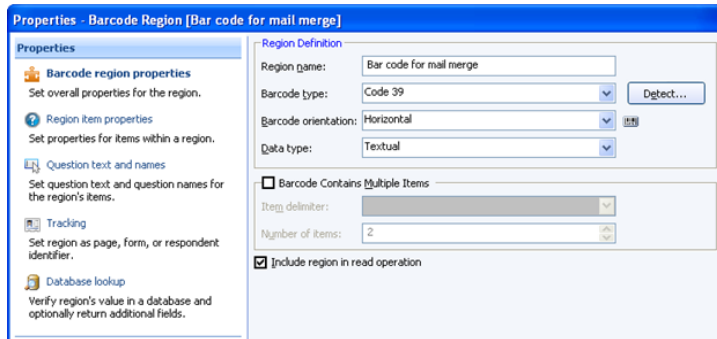 Properties - Barcode Region [Bar code for mail merge]
Properties
Barcode region properties
Set overall properties for the region.
Region item properties
Set properties for items within a region.
Question text and names
Set question text and question names for
the region's items.
Tracking
Set region as page, form, or respondent
identifier.
Database lookup
Verify region's value in a database and
optionally return additional fields.
Region Definition
Region name: Bar code for mail merge
Barcode type: Code 39 Detect...
Barcode orientation: Horizontal
Data type: Textual
Barcode Contains Multiple Items
Item delimiter:
Number of items: 2
Include region in read operation